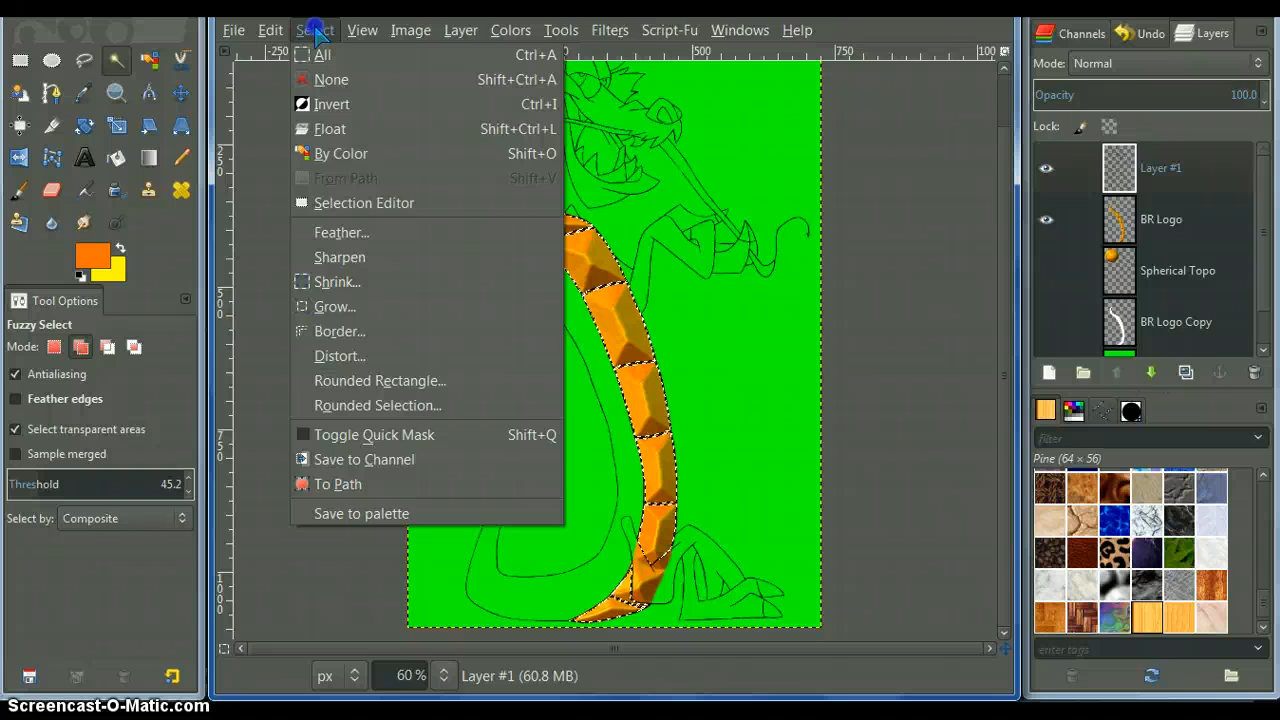 File Edit Select View Image Layer Colors Tools Filters Script-Fu Windows Help
-250 0 500 750 100
All Ctrl+A
None Shift+Ctrl+A
Invert Ctrl+I
Float Shift+Ctrl+L
By Color Shift+O
From Path Shift+V
Selection Editor
Feather...
Sharpen
Shrink...
Grow...
Border...
Distort...
Rounded Rectangle...
Rounded Selection...
Toggle Quick Mask Shift+Q
Save to Channel
To Path
Save to palette
Tool Options
Fuzzy Select
Mode:
Antialiasing
Feather edges
Select transparent areas
Sample merged
Threshold 45.2
Select by: Composite
px 60 % Layer #1 (60.8 MB)
Channels Undo Layers
Mode: Normal
Opacity 100.0
Lock:
Layer #1
BR Logo
Spherical Topo
BR Logo Copy
filter
Pine (64 × 56)
enter tags
Screencast-O-Matic.com